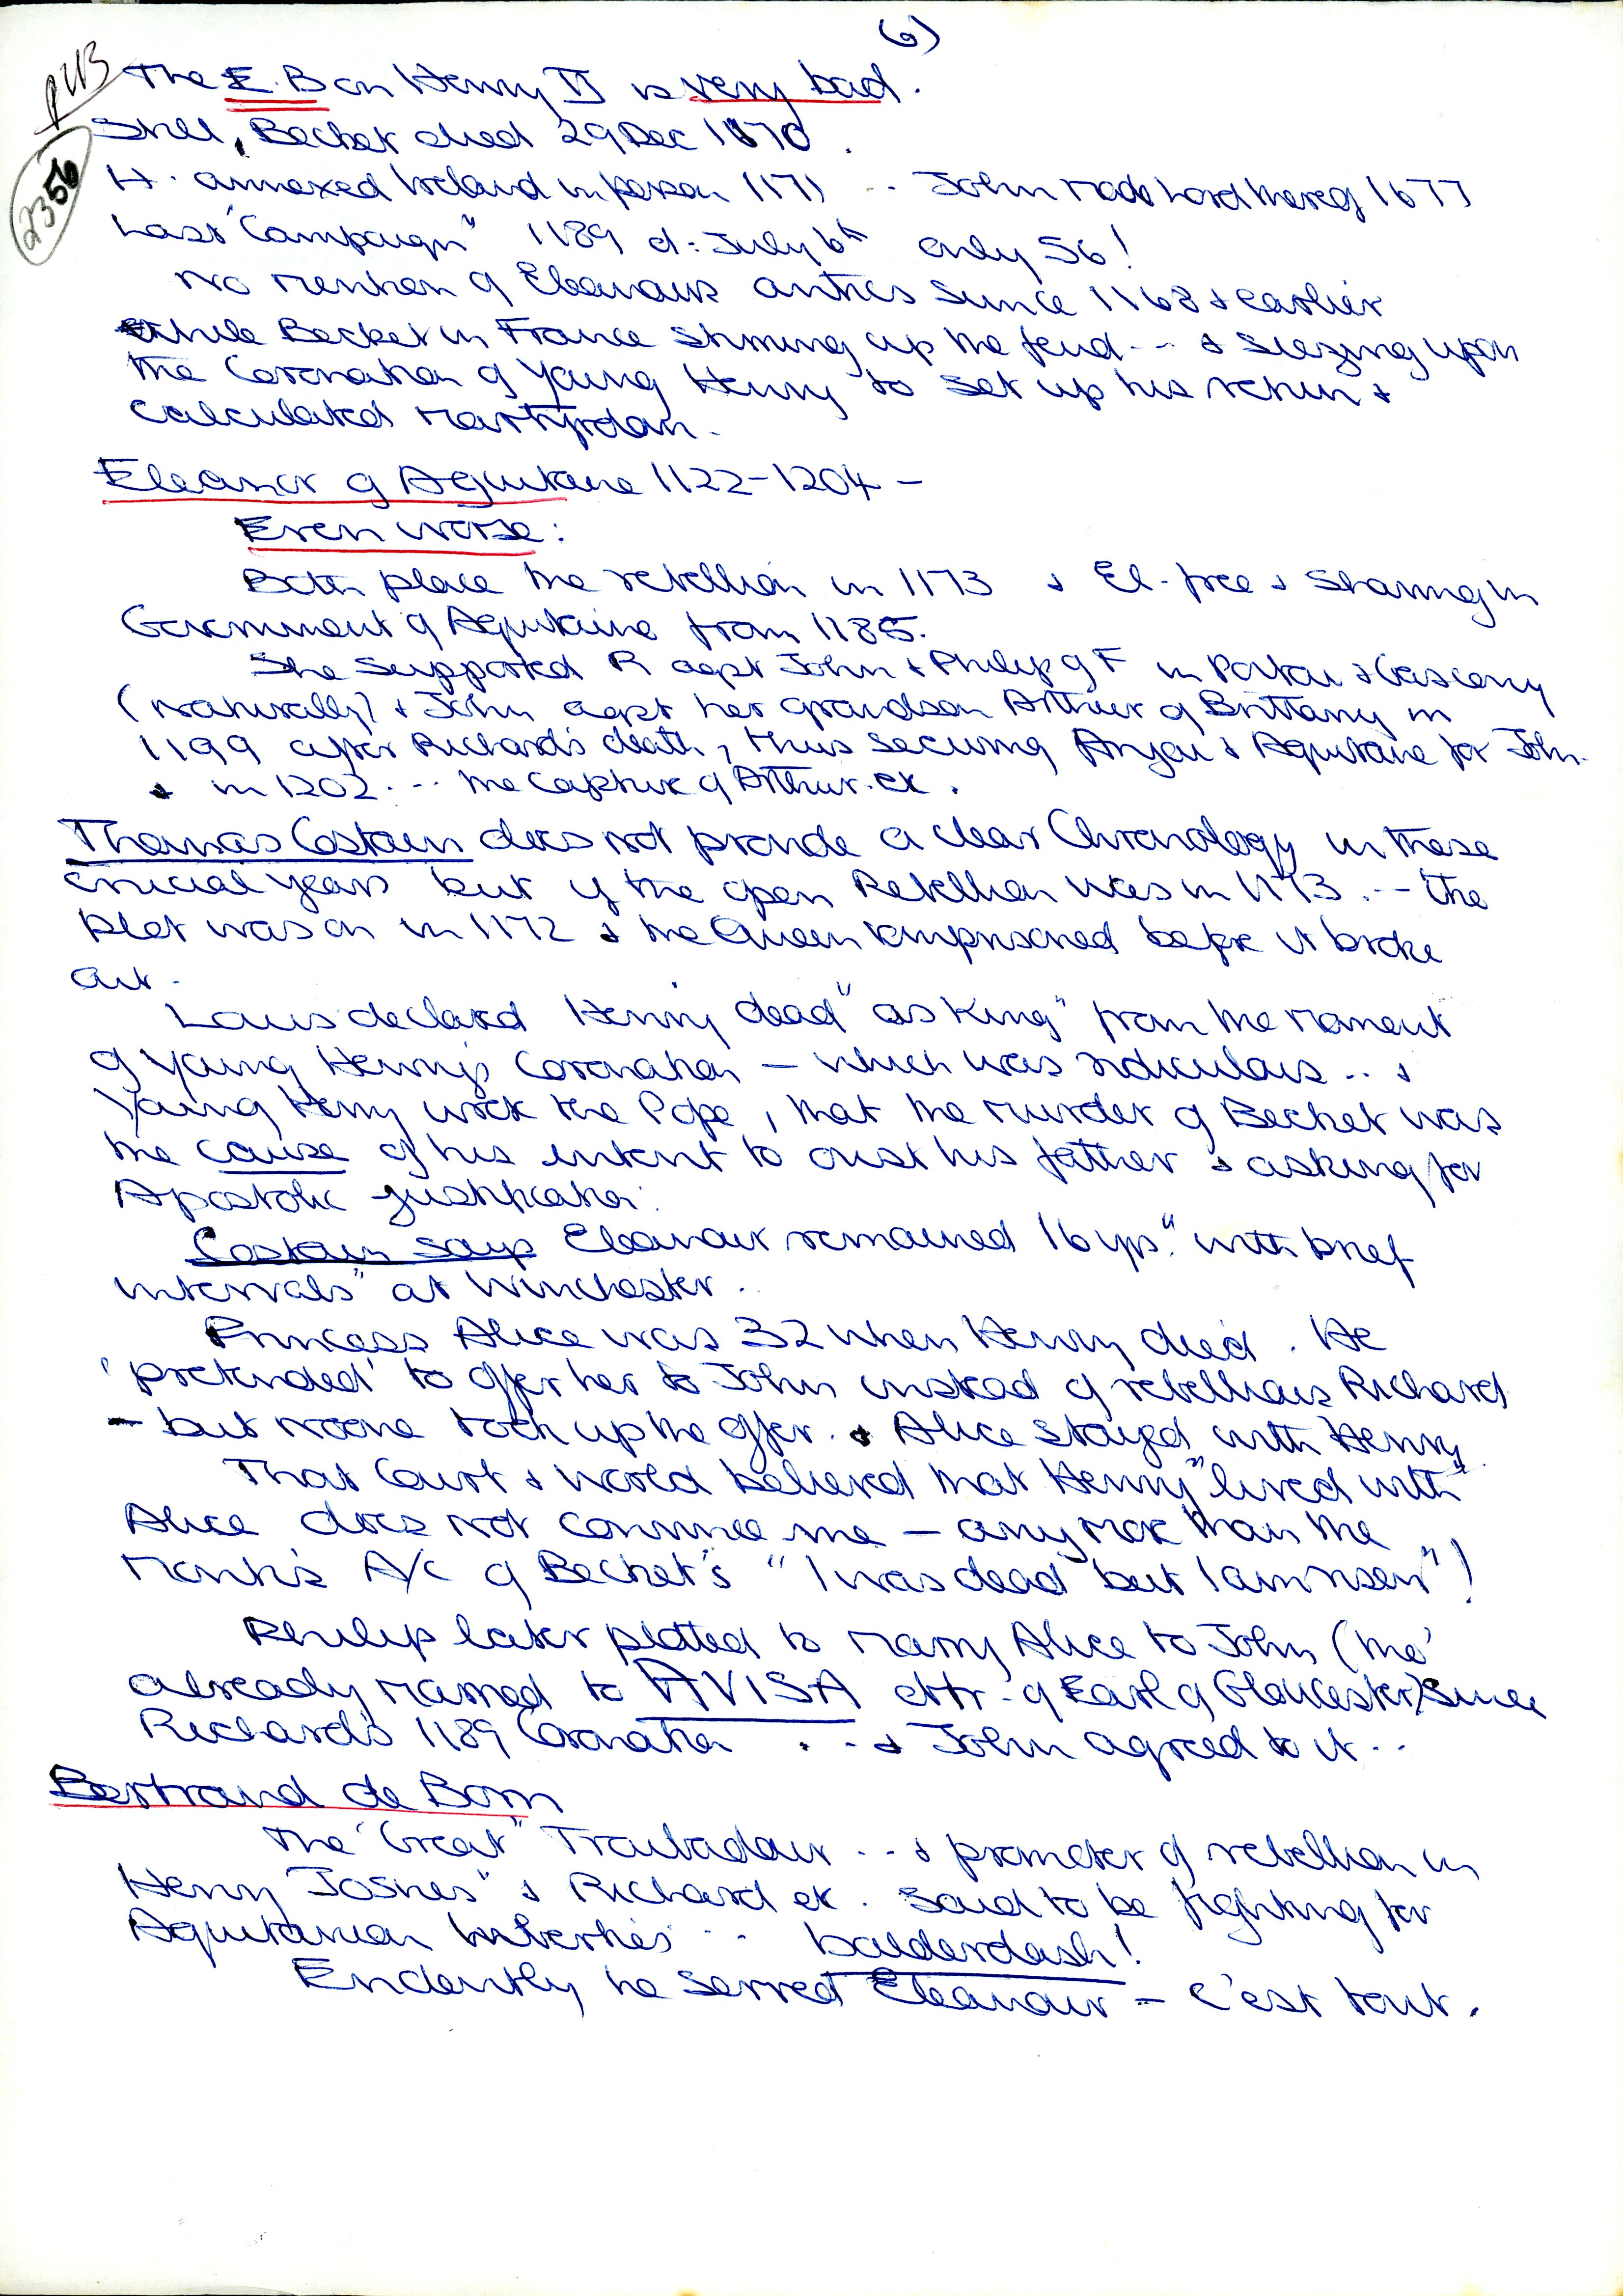 6)
PUB
2356
The E.B on Henry II is very bad.
Still, Becket died 29 Dec 1170.
H. annexed Ireland in person 1171 ... John made Lord thereof 1677
Last "Campaign" 1189 d: July 6th only 56!
No mention of Eleanour's antics since 1168 & earlier
while Becket in France stirring up the feud ... & siezing upon
the Coronation of Young Henry to set up his return &
calculated martyrdom.
Eleanor of Aquitane 1122-1204 -
Even worse:
Both place the rebellion in 1173 & El. free & sharing in
Government of Aquitaine from 1185.
She supported R agst John & Philip of F in Poitou & Gascony
(naturally) & John agst her grandson Arthur of Brittany in
1199 after Richard's death, thus securing Anjou & Aquitane for John.
& in 1202 ... the capture of Arthur. etc.
Thomas Costain does not provide a clear Chronology in these
crucial years but if the open Rebellion was in 1173 ... the
plot was on in 1172 & the Queen imprisoned before it broke
out.
Louis declared Henry dead "as King" from the moment
of Young Henry's Coronation - which was ridiculous .. &
Young Henry wrote the Pope, that the murder of Becket was
the cause of his intent to oust his father & asking for
Apostolic justification.
Costain says Eleanour remained 16 yrs. "with brief
intervals" at Winchester.
Princess Alice was 32 when Henry died. He
'pretended' to offer her to John instead of rebellious Richard
- but noone took up the offer. & Alice stayed with Henry.
That Court & World believed that Henry "lived with"
Alice does not convince me - any more than the
Monk's A/c of Becket's "I was dead but I am risen"!
Philip later plotted to marry Alice to John (tho'
already married to AVISA dtr. of Earl of Gloucester) since
Richard's 1189 Coronation ... & John agreed to it ..
Bertrand de Born
The "Great" Troubadour ... & promoter of rebellion in
Henry "Josnes" & Richard etc. Said to be fighting for
Aquitanian liberties ... balderdash!
Evidently he served Eleanour - c'est tout.